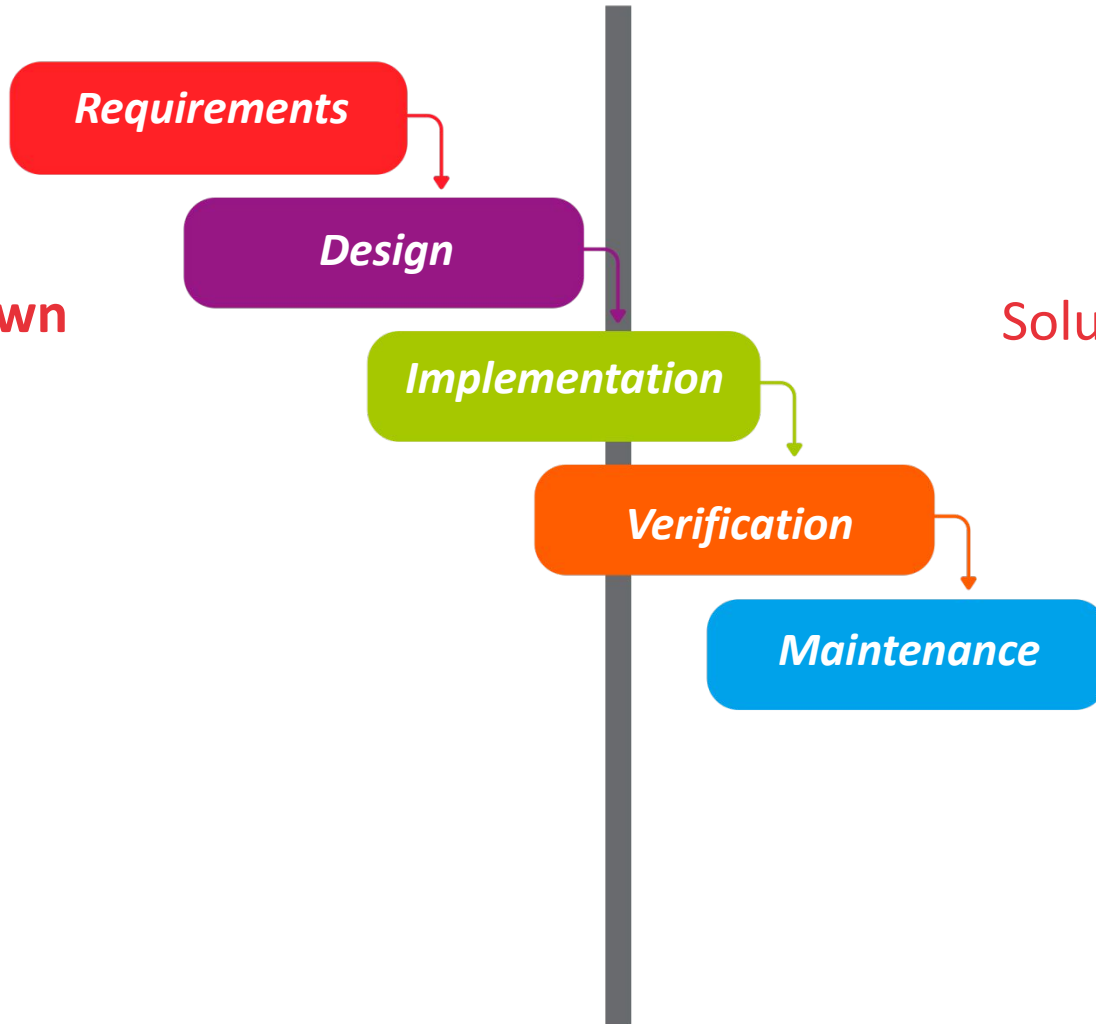 Requirements
Design
wn
Solu
Implementation
Verification
Maintenance